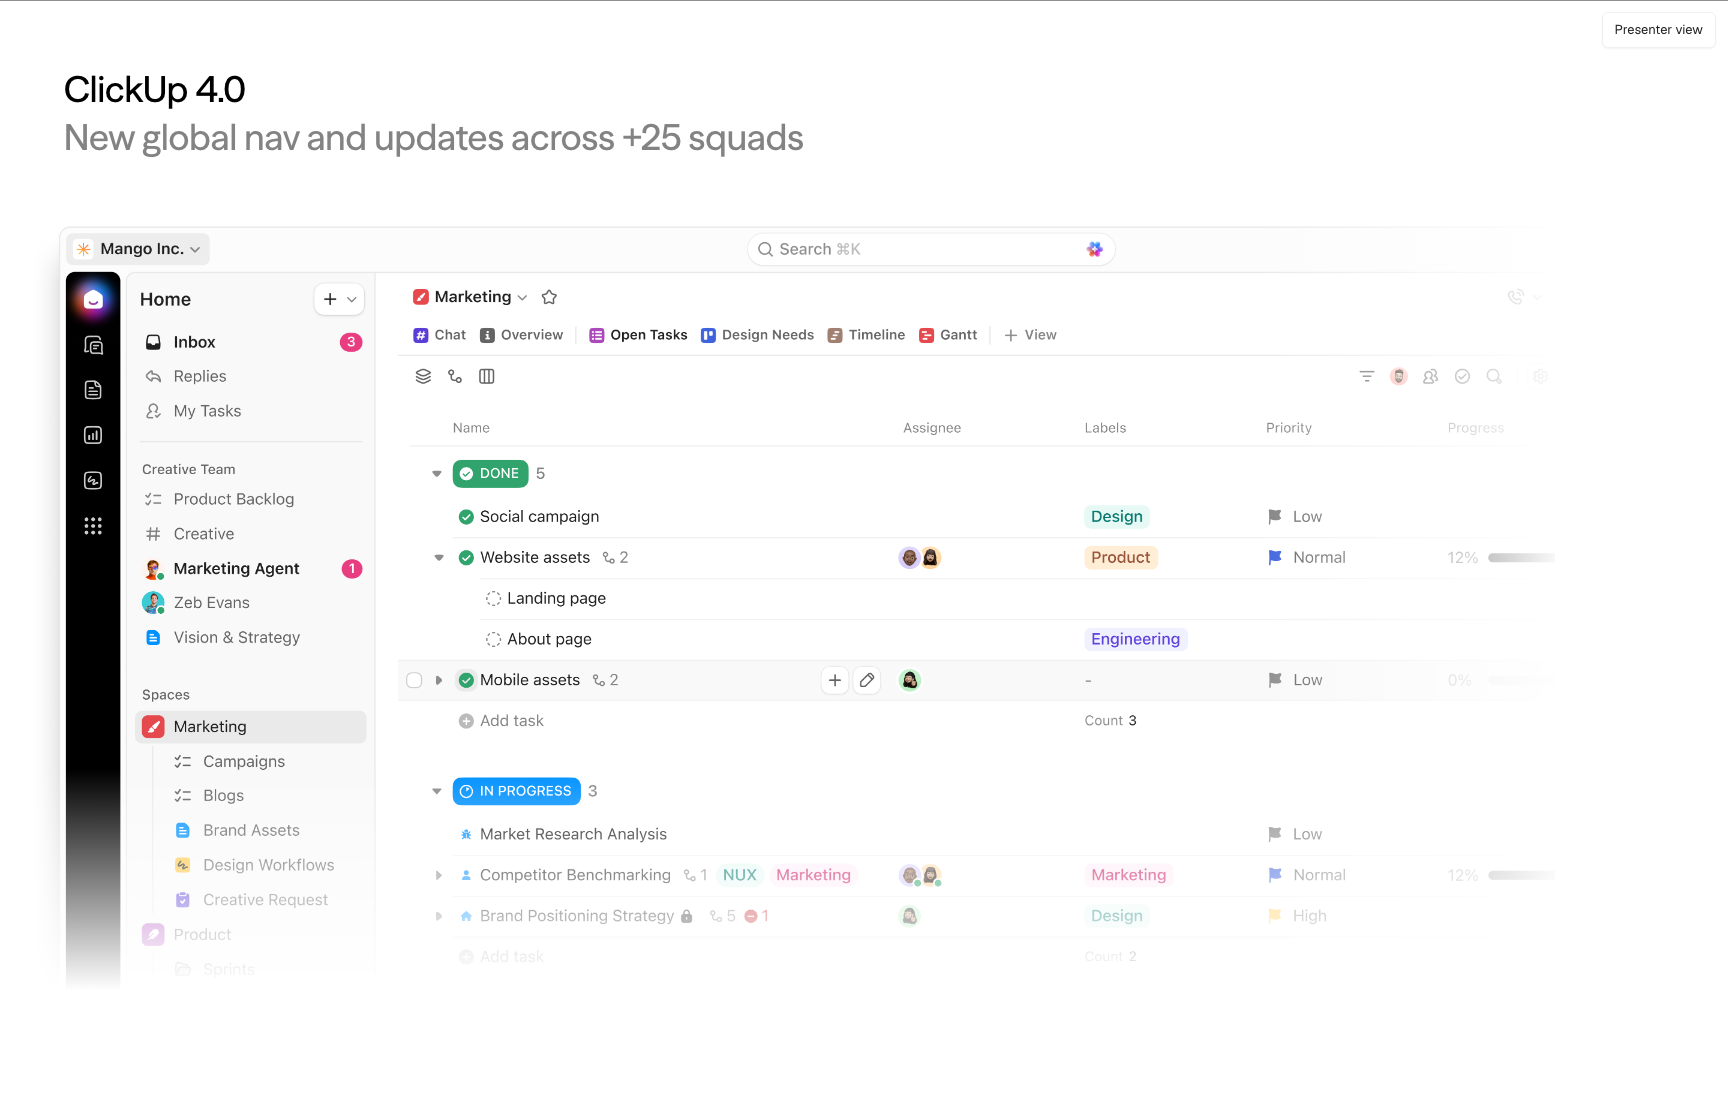 Presenter view
ClickUp 4.0
New global nav and updates across +25 squads
Mango Inc.
Search ⌘K
Home
Inbox 3
Replies
My Tasks
Creative Team
Product Backlog
Creative
Marketing Agent 1
Zeb Evans
Vision & Strategy
Spaces
Marketing
Campaigns
Blogs
Brand Assets
Design Workflows
Creative Request
Product
Sprints
Marketing
Chat Overview Open Tasks Design Needs Timeline Gantt View
Name Assignee Labels Priority Progress
DONE 5
Social campaign Design Low
Website assets 2 Product Normal 12%
Landing page
About page Engineering
Mobile assets 2 - Low 0%
Add task Count 3
IN PROGRESS 3
Market Research Analysis Low
Competitor Benchmarking 1 NUX Marketing Marketing Normal 12%
Brand Positioning Strategy 5 1 Design High
Add task Count 2